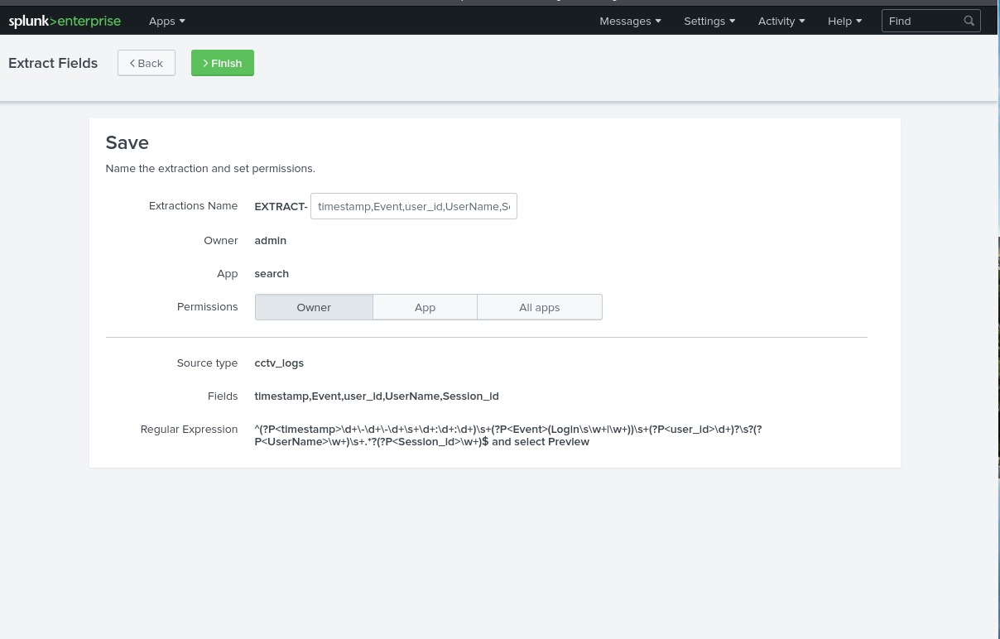 splunk>enterprise Apps Messages Settings Activity Help Find
Extract Fields < Back > Finish
Save
Name the extraction and set permissions.
Extractions Name EXTRACT- timestamp,Event,user_id,UserName,S
Owner admin
App search
Permissions Owner App All apps
Source type cctv_logs
Fields timestamp,Event,user_id,UserName,Session_id
Regular Expression ^(?P<timestamp>\d+\-\d+\-\d+\s+\d+:\d+:\d+)\s+(?P<Event>(Login\s\w+|\w+))\s+(?P<user_id>\d+)?\s?(?
P<UserName>\w+)\s+.*?(?P<Session_id>\w+)$ and select Preview